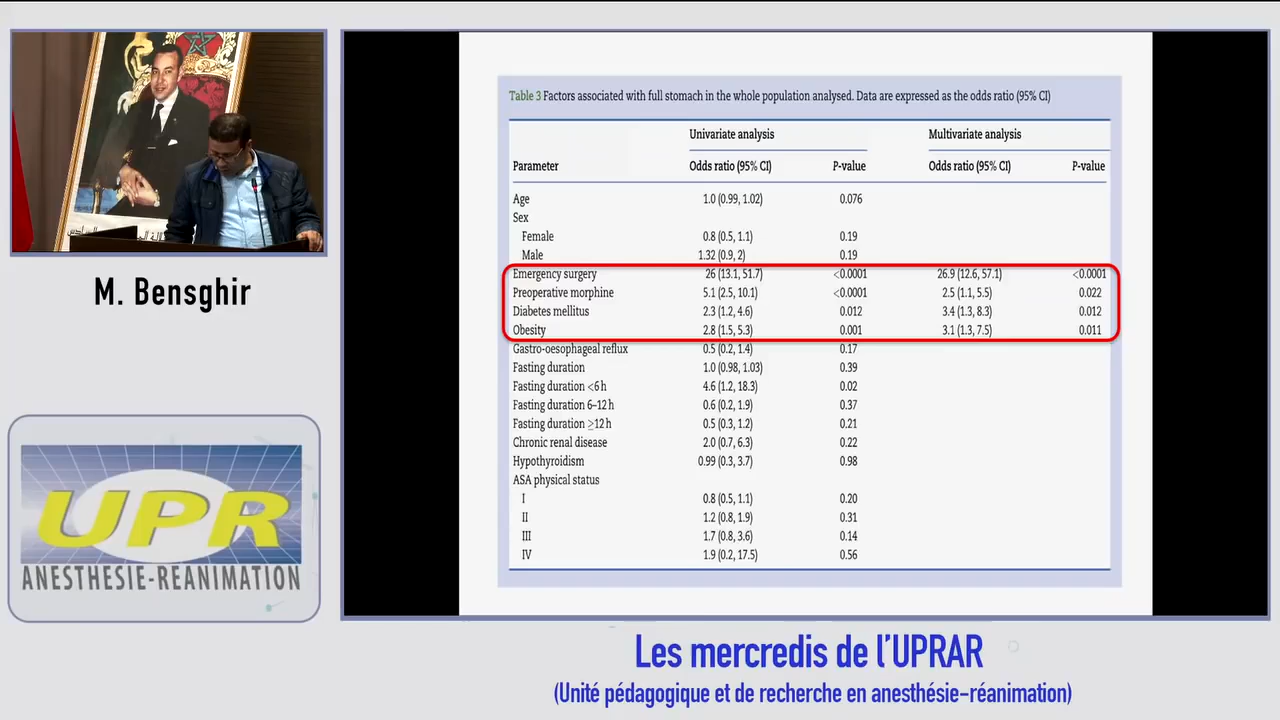 M. Bensghir
UPR
ANESTHESIE-REANIMATION
Table 3 Factors associated with full stomach in the whole population analysed. Data are expressed as the odds ratio (95% CI)
Univariate analysis Multivariate analysis
Parameter Odds ratio (95% CI) P-value Odds ratio (95% CI) P-value
Age 1.0 (0.99, 1.02) 0.076
Sex
Female 0.8 (0.5, 1.1) 0.19
Male 1.32 (0.9, 2) 0.19
Emergency surgery 26 (13.1, 51.7) <0.0001 26.9 (12.6, 57.1) <0.0001
Preoperative morphine 5.1 (2.5, 10.1) <0.0001 2.5 (1.1, 5.5) 0.022
Diabetes mellitus 2.3 (1.2, 4.6) 0.012 3.4 (1.3, 8.3) 0.012
Obesity 2.8 (1.5, 5.3) 0.001 3.1 (1.3, 7.5) 0.011
Gastro-oesophageal reflux 0.5 (0.2, 1.4) 0.17
Fasting duration 1.0 (0.98, 1.03) 0.39
Fasting duration <6 h 4.6 (1.2, 18.3) 0.02
Fasting duration 6–12 h 0.6 (0.2, 1.9) 0.37
Fasting duration ≥12 h 0.5 (0.3, 1.2) 0.21
Chronic renal disease 2.0 (0.7, 6.3) 0.22
Hypothyroidism 0.99 (0.3, 3.7) 0.98
ASA physical status
I 0.8 (0.5, 1.1) 0.20
II 1.2 (0.8, 1.9) 0.31
III 1.7 (0.8, 3.6) 0.14
IV 1.9 (0.2, 17.5) 0.56
Les mercredis de l'UPRAR
(Unité pédagogique et de recherche en anesthésie-réanimation)